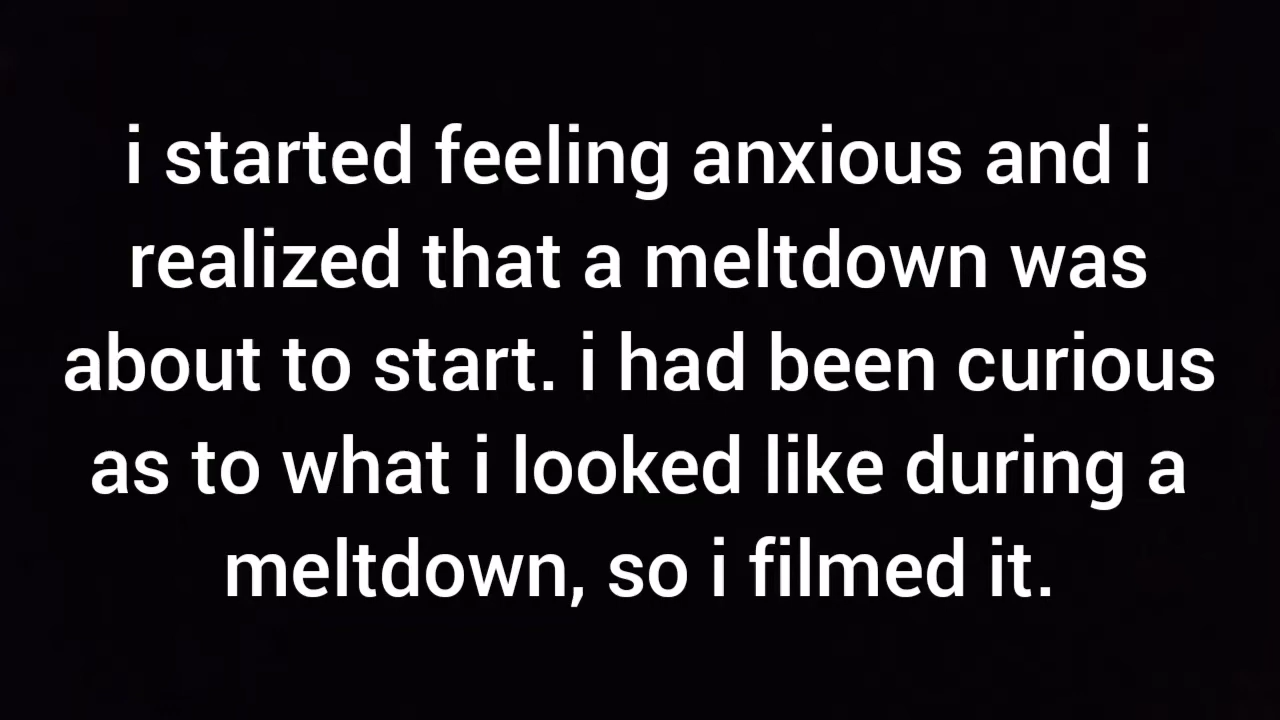 i started feeling anxious and i
realized that a meltdown was
about to start. i had been curious
as to what i looked like during a
meltdown, so i filmed it.